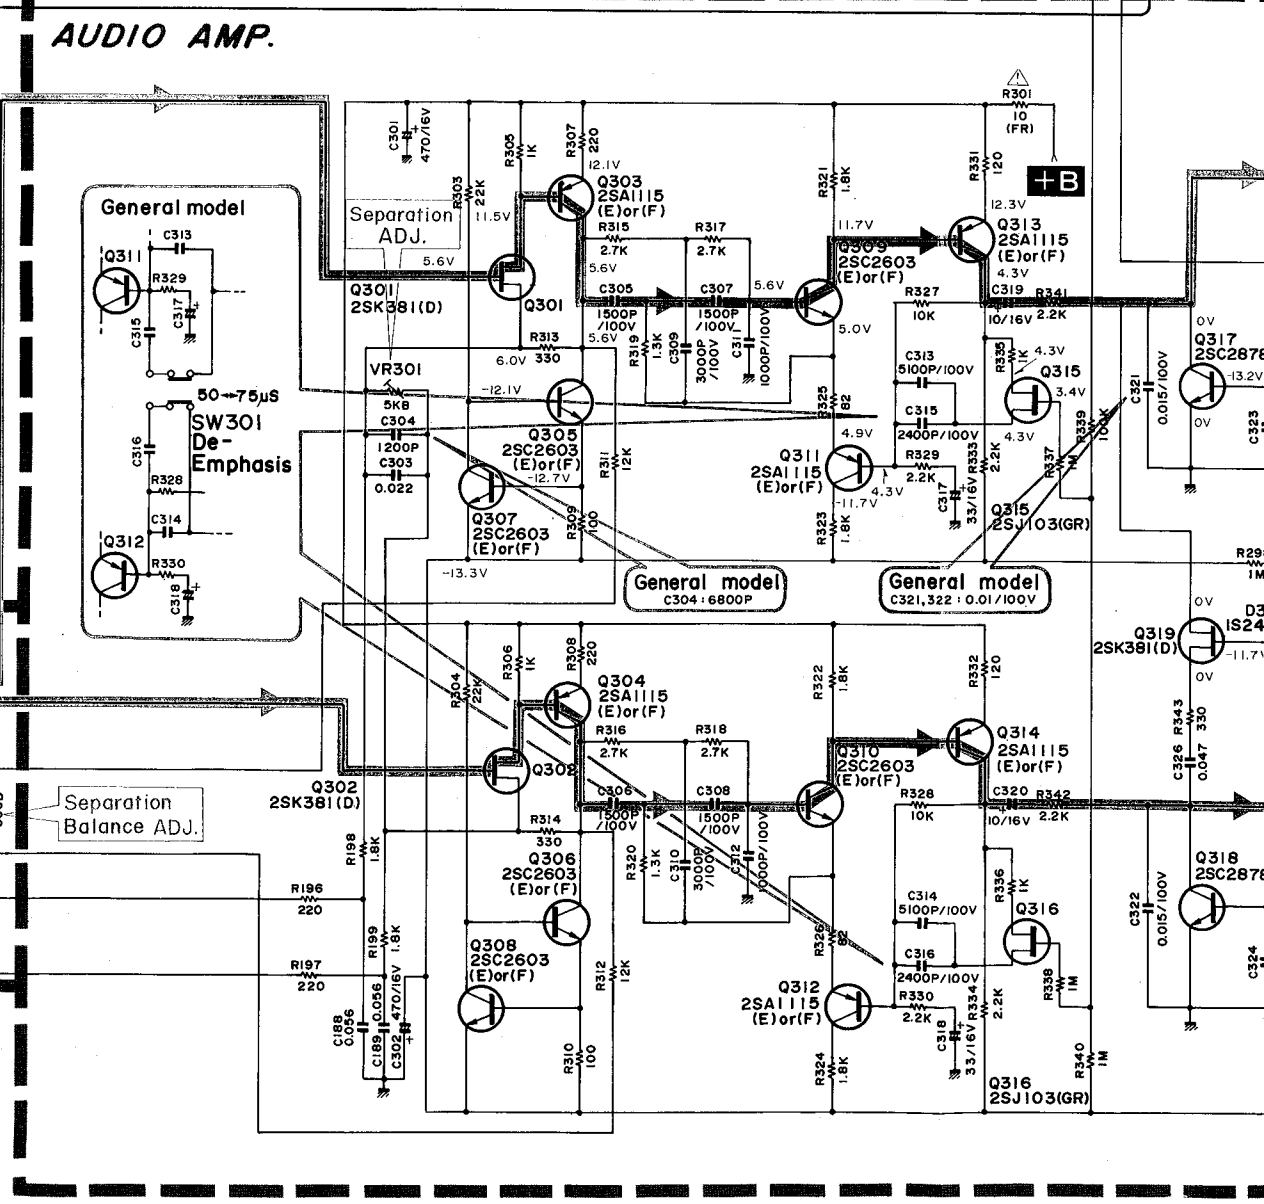 AUDIO AMP.
General model
C313
Q311
R329
C317
C315
50↔75µS
SW301
De-
Emphasis
C316
R328
C314
Q312
R330
C318
C301
470/16V
R303
22K
R305
1K
R307
220
12.1V
11.5V
Q303
2SA1115
(E)or(F)
Separation
ADJ.
5.6V
Q301
2SK381(D)
Q301
R315
2.7K
R317
2.7K
5.6V
C305
1500P
/100V
5.6V
C307
1500P
/100V
5.6V
R319
1.3K
C309
3000P
/100V
C311
1000P/100V
R313
330
6.0V
VR301
5KB
C304
1200P
C303
0.022
-12.1V
Q305
2SC2603
(E)or(F)
-12.7V
R311
12K
Q307
2SC2603
(E)or(F)
R309
100
-13.3V
General model
C304:6800P
R321
1.8K
11.7V
Q309
2SC2603
(E)or(F)
5.0V
R325
82
4.9V
Q311
2SA1115
(E)or(F)
4.3V
-11.7V
R323
1.8K
R301
10
(FR)
+B
R331
120
12.3V
Q313
2SA1115
(E)or(F)
4.3V
R327
10K
C319
10/16V
R341
2.2K
C313
5100P/100V
C315
2400P/100V
R335
1K
4.3V
Q315
3.4V
4.3V
R329
2.2K
C317
33/16V
R333
2.2K
R337
1M
R339
100K
Q315
2SJ103(GR)
General model
C321,322:0.01/100V
C321
0.015/100V
0V
Q317
2SC2878
-13.2V
0V
C323
R29
1M
0V
Q319
2SK381(D)
D3
1S24
-11.7V
0V
R343
330
C326
0.047
R304
22K
R306
1K
R308
220
Q304
2SA1115
(E)or(F)
Q302
2SK381(D)
Q302
R316
2.7K
R318
2.7K
C306
1500P
/100V
C308
1500P
/100V
R320
1.3K
C310
3000P
/100V
C312
1000P/100V
R314
330
Q306
2SC2603
(E)or(F)
Q308
2SC2603
(E)or(F)
R312
12K
R310
100
Separation
Balance ADJ.
R198
1.8K
R196
220
R199
1.8K
R197
220
C188
0.056
C189
0.056
C302
470/16V
R322
1.8K
Q310
2SC2603
(E)or(F)
R326
82
Q312
2SA1115
(E)or(F)
R324
1.8K
R332
120
Q314
2SA1115
(E)or(F)
R328
10K
C320
10/16V
R342
2.2K
C314
5100P/100V
C316
2400P/100V
R336
1K
Q316
R330
2.2K
C318
33/16V
R334
2.2K
R338
1M
R340
1M
Q316
2SJ103(GR)
C322
0.015/100V
Q318
2SC2878
C324